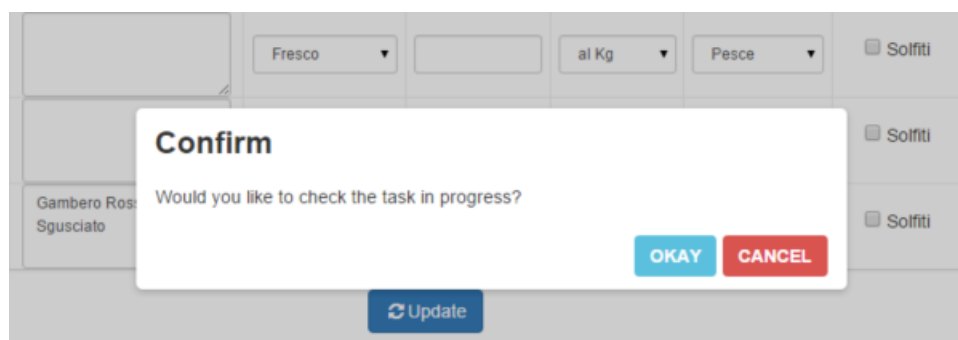 Fresco al Kg Pesce Solfiti
Confirm
Solfiti
Would you like to check the task in progress?
Gambero
Sgusciato
Solfiti
OKAY CANCEL
Update